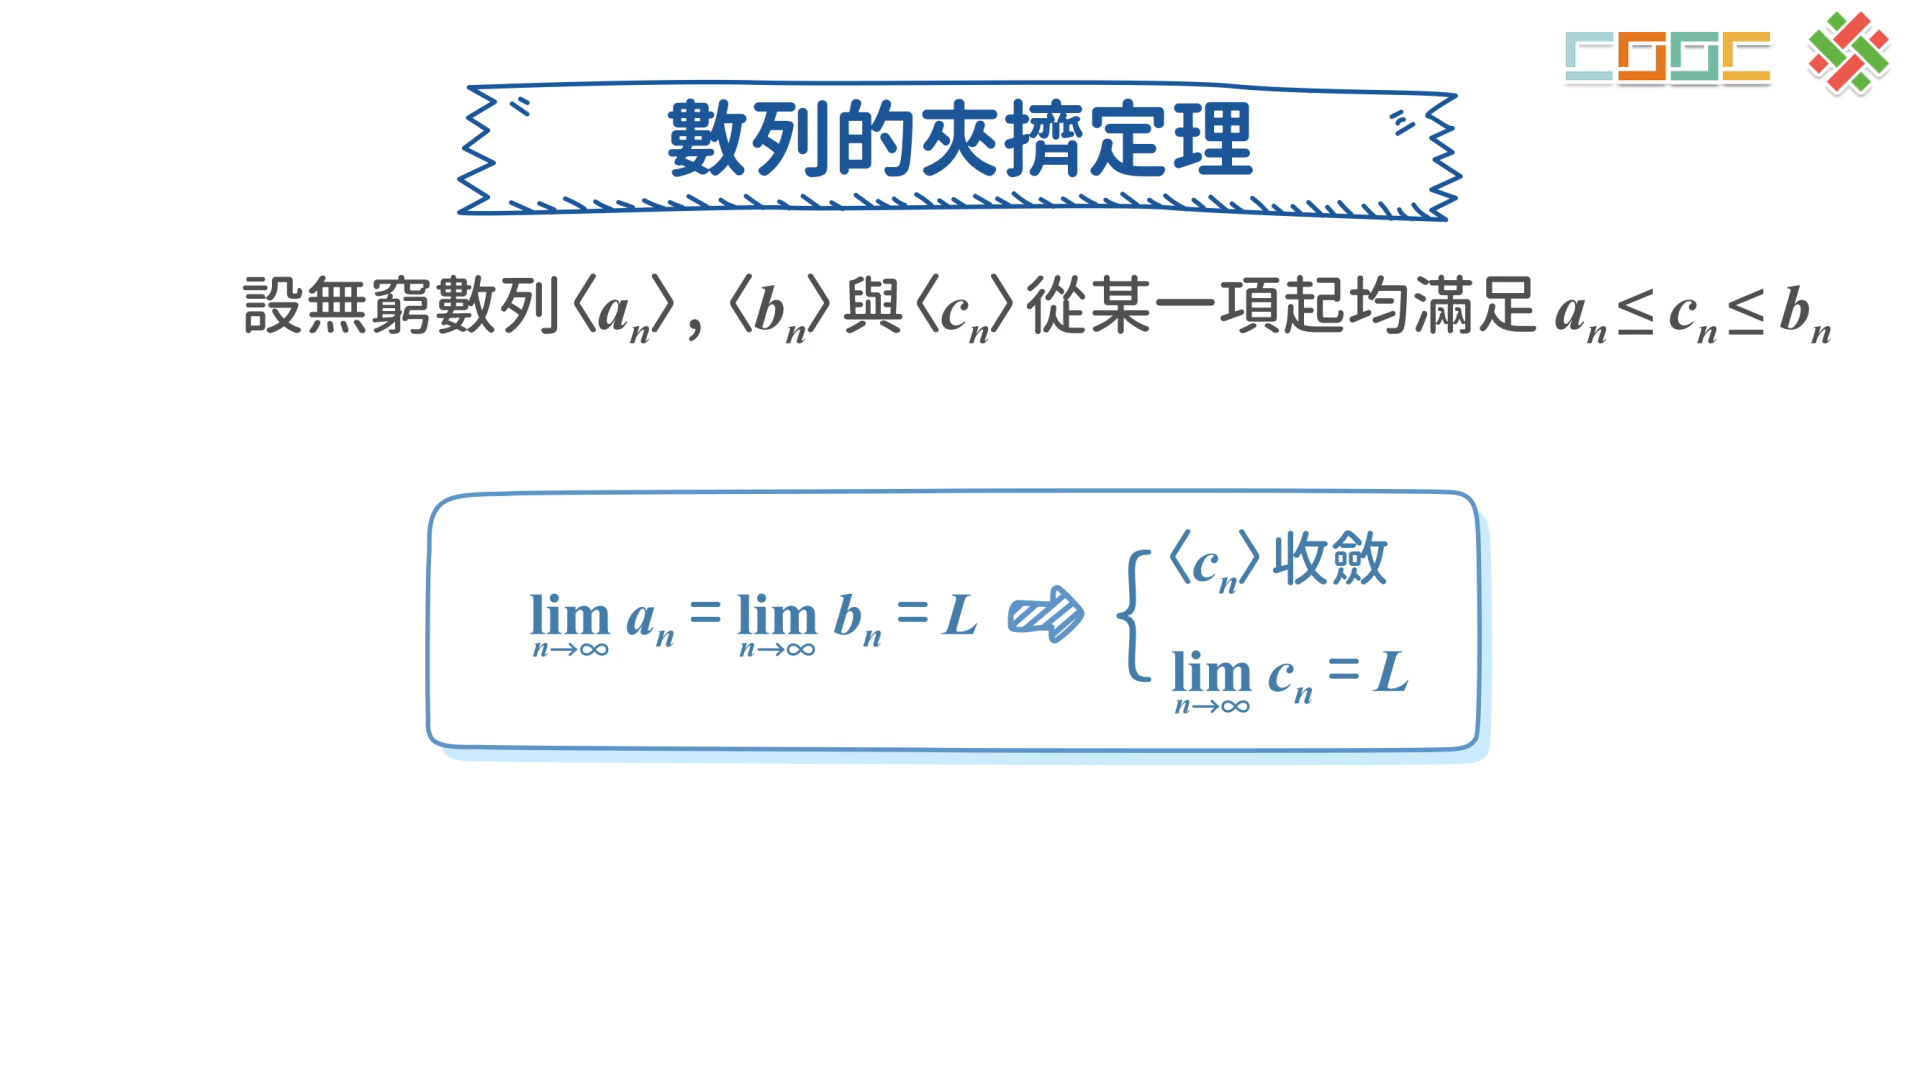 COOC
數列的夾擠定理
設無窮數列⟨aₙ⟩, ⟨bₙ⟩與⟨cₙ⟩從某一項起均滿足 aₙ ≤ cₙ ≤ bₙ
lim n→∞ aₙ = lim n→∞ bₙ = L ⇒ { ⟨cₙ⟩收斂
lim n→∞ cₙ = L